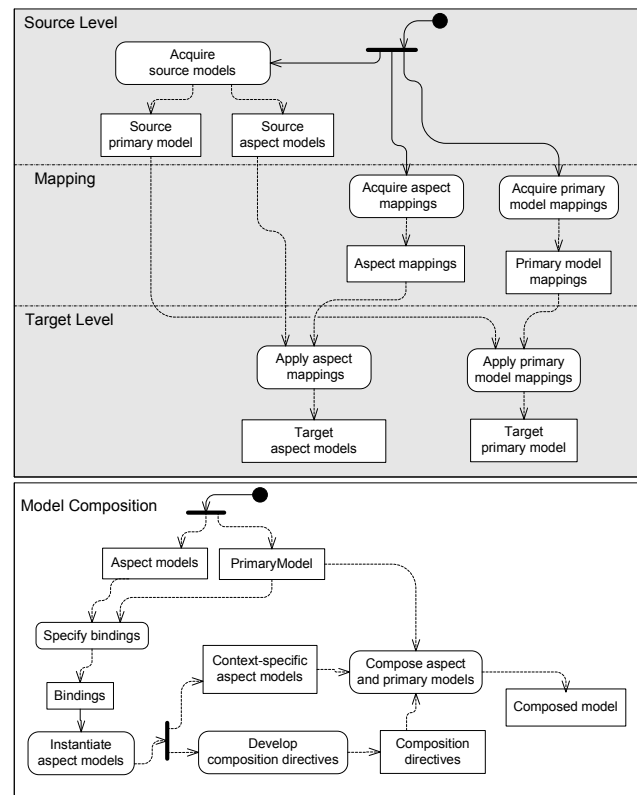 Source Level
Acquire
source models
Source
primary model
Source
aspect models
Mapping
Acquire aspect
mappings
Acquire primary
model mappings
Aspect mappings
Primary model
mappings
Target Level
Apply aspect
mappings
Apply primary
model mappings
Target
aspect models
Target
primary model
Model Composition
Aspect models
PrimaryModel
Specify bindings
Context-specific
aspect models
Compose aspect
and primary models
Bindings
Composed model
Instantiate
aspect models
Develop
composition directives
Composition
directives